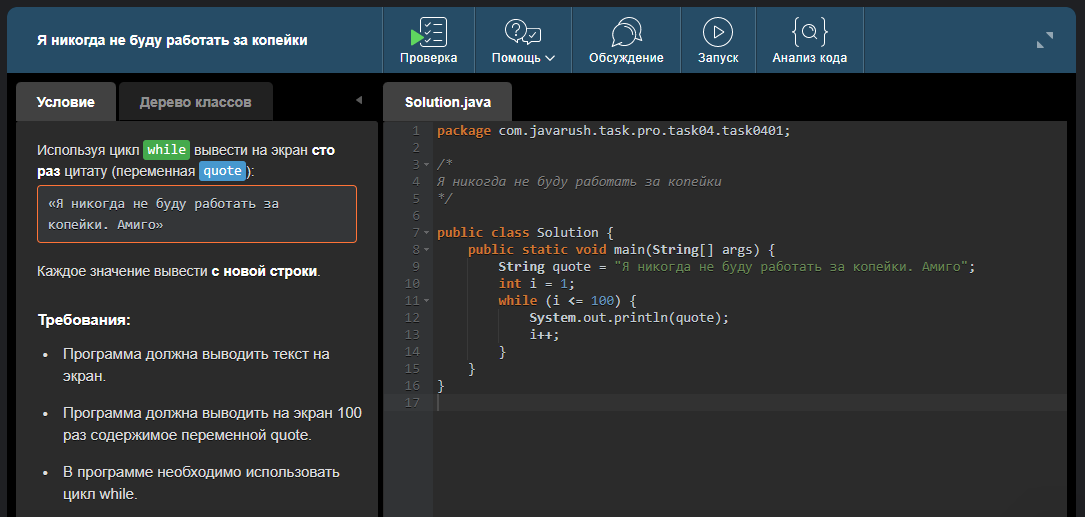 Я никогда не буду работать за копейки
Проверка
Помощь
Обсуждение
Запуск
Анализ кода
Условие
Дерево классов
Используя цикл while вывести на экран сто
раз цитату (переменная quote):
«Я никогда не буду работать за
копейки. Амиго»
Каждое значение вывести с новой строки.
Требования:
• Программа должна выводить текст на
экран.
• Программа должна выводить на экран 100
раз содержимое переменной quote.
• В программе необходимо использовать
цикл while.
Solution.java
1 package com.javarush.task.pro.task04.task0401;
2
3 /*
4 Я никогда не буду работать за копейки
5 */
6
7 public class Solution {
8 public static void main(String[] args) {
9 String quote = "Я никогда не буду работать за копейки. Амиго";
10 int i = 1;
11 while (i <= 100) {
12 System.out.println(quote);
13 i++;
14 }
15 }
16 }
17